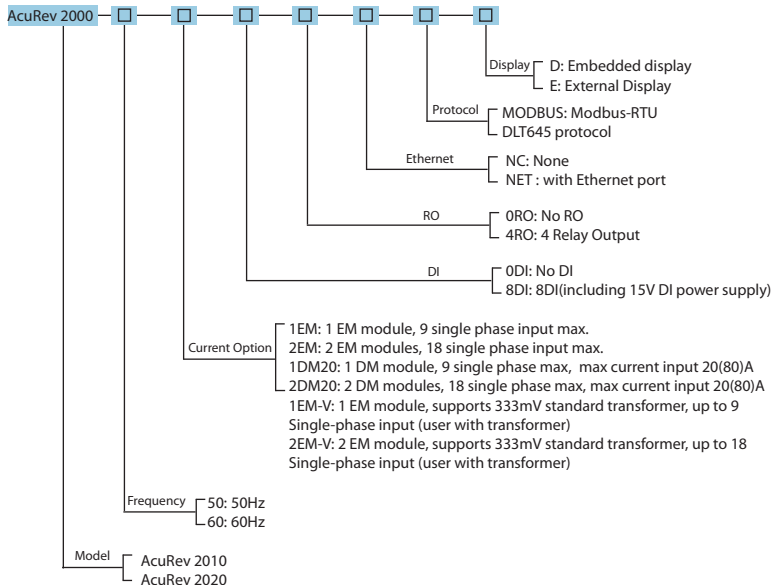 AcuRev 2000
Display
D: Embedded display
E: External Display
Protocol
MODBUS: Modbus-RTU
DLT645 protocol
Ethernet
NC: None
NET : with Ethernet port
RO
0RO: No RO
4RO: 4 Relay Output
DI
0DI: No DI
8DI: 8DI(including 15V DI power supply)
Current Option
1EM: 1 EM module, 9 single phase input max.
2EM: 2 EM modules, 18 single phase input max.
1DM20: 1 DM module, 9 single phase max, max current input 20(80)A
2DM20: 2 DM modules, 18 single phase max, max current input 20(80)A
1EM-V: 1 EM module, supports 333mV standard transformer, up to 9
Single-phase input (user with transformer)
2EM-V: 2 EM module, supports 333mV standard transformer, up to 18
Single-phase input (user with transformer)
Frequency
50: 50Hz
60: 60Hz
Model
AcuRev 2010
AcuRev 2020